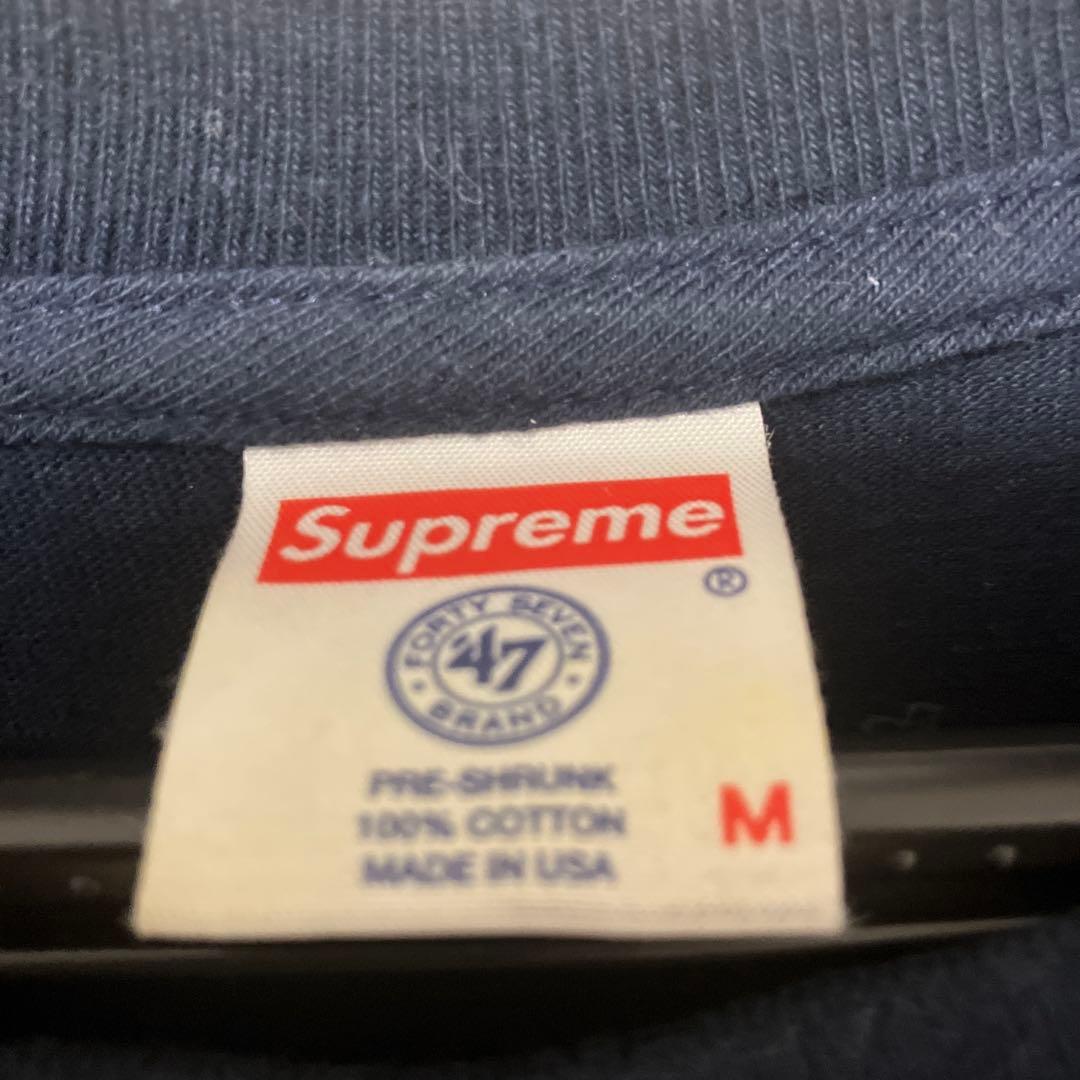 Supreme
®
FORTY SEVEN
'47
BRAND
PRE-SHRUNK
100% COTTON
MADE IN USA
M